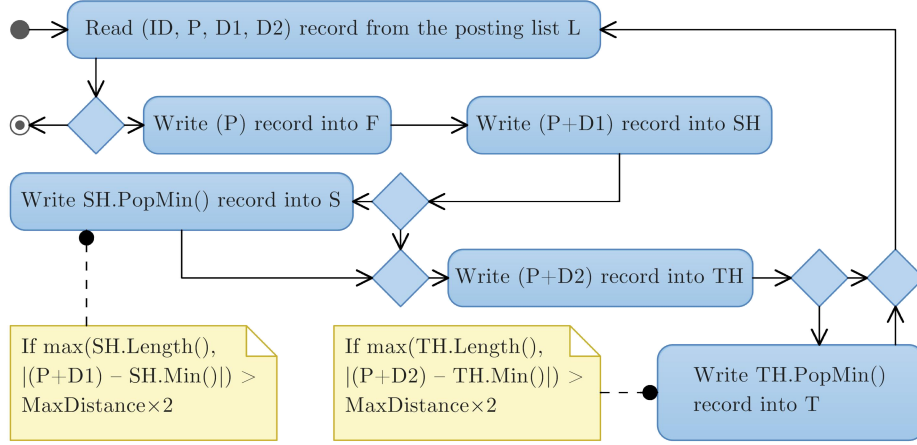 Read (ID, P, D1, D2) record from the posting list L
Write (P) record into F
Write (P+D1) record into SH
Write SH.PopMin() record into S
Write (P+D2) record into TH
If max(SH.Length(),
|(P+D1) – SH.Min()|) >
MaxDistance×2
If max(TH.Length(),
|(P+D2) – TH.Min()|) >
MaxDistance×2
Write TH.PopMin()
record into T